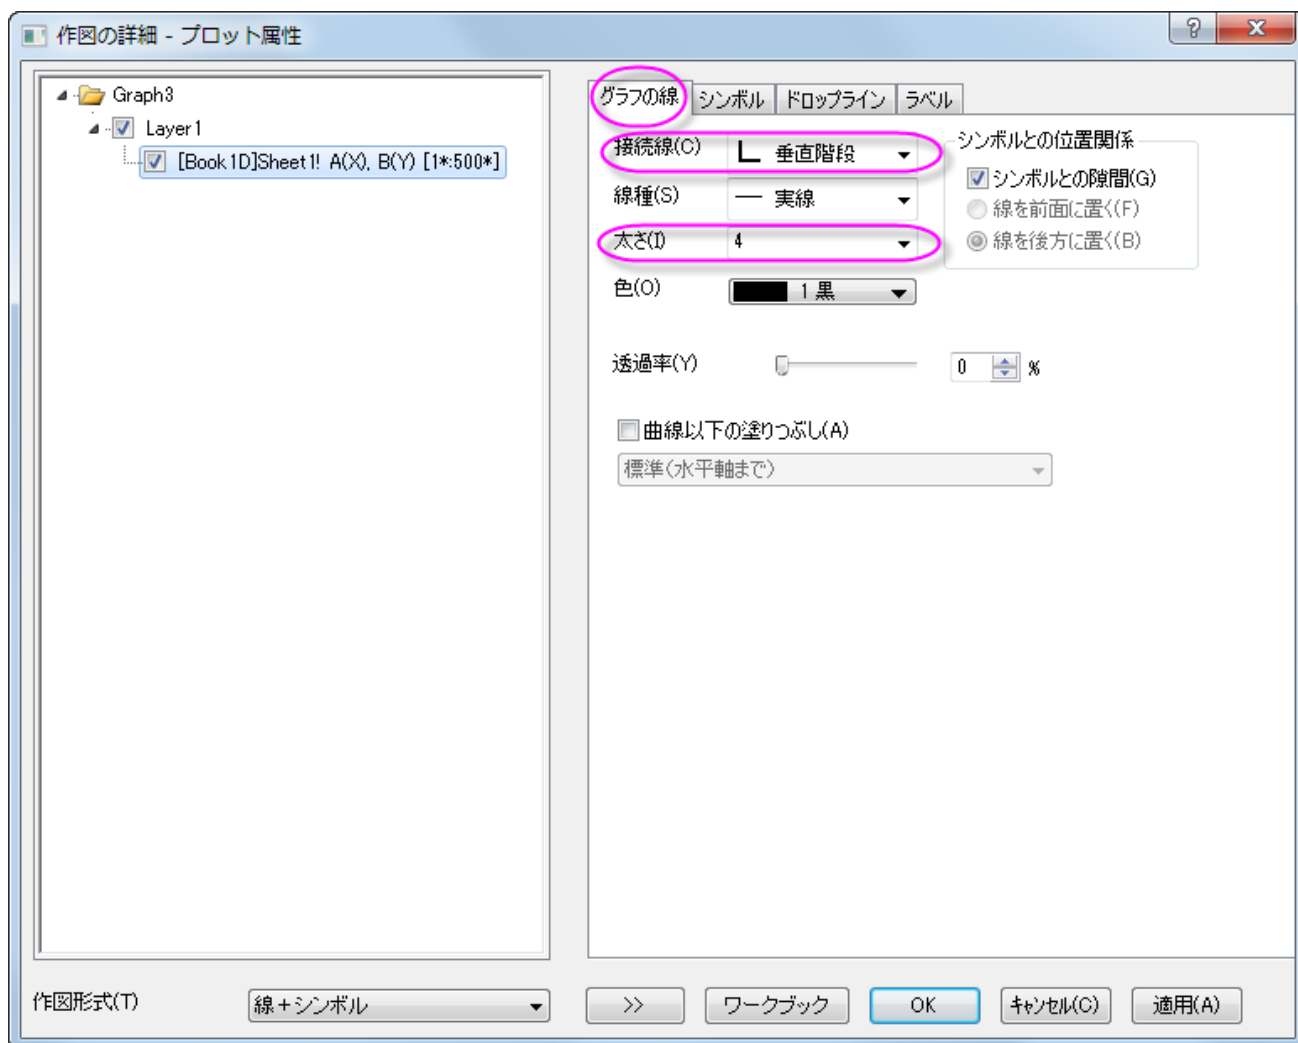 作図の詳細 - プロット属性
Graph3
Layer1
[Book1D]Sheet1! A(X), B(Y) [1*:500*]
グラフの線 シンボル ドロップライン ラベル
接続線(C) 垂直階段
線種(S) 実線
太さ(I) 4
色(O) 1 黒
シンボルとの位置関係
シンボルとの隙間(G)
線を前面に置く(F)
線を後方に置く(B)
透過率(Y) 0 %
曲線以下の塗りつぶし(A)
標準(水平軸まで)
作図形式(T) 線+シンボル >> ワークブック OK キャンセル(C) 適用(A)